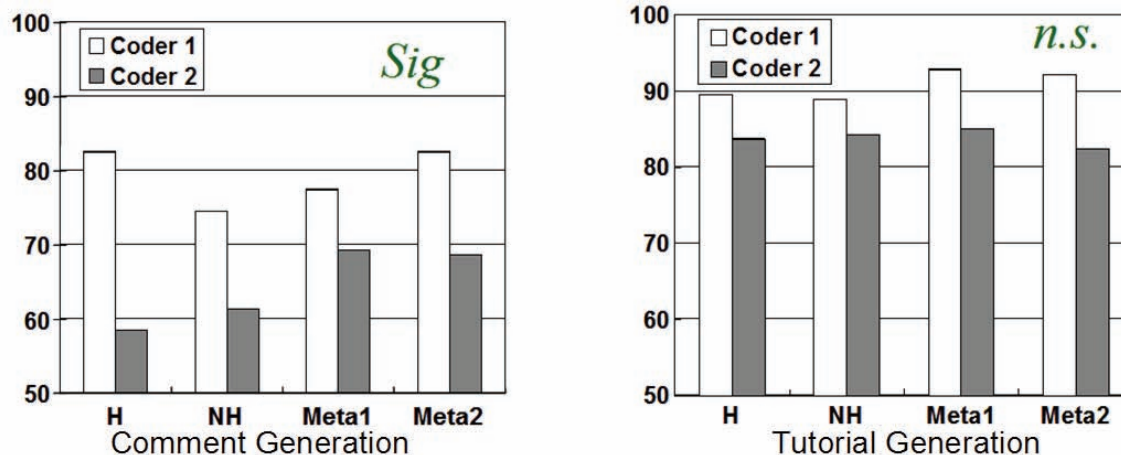 100
90
80
70
60
50
Coder 1
Coder 2
Sig
H NH Meta1 Meta2
Comment Generation
100
90
80
70
60
50
Coder 1
Coder 2
n.s.
H NH Meta1 Meta2
Tutorial Generation